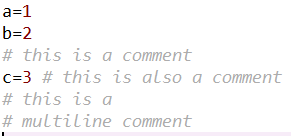 a=1
b=2
# this is a comment
c=3 # this is also a comment
# this is a
# multiline comment